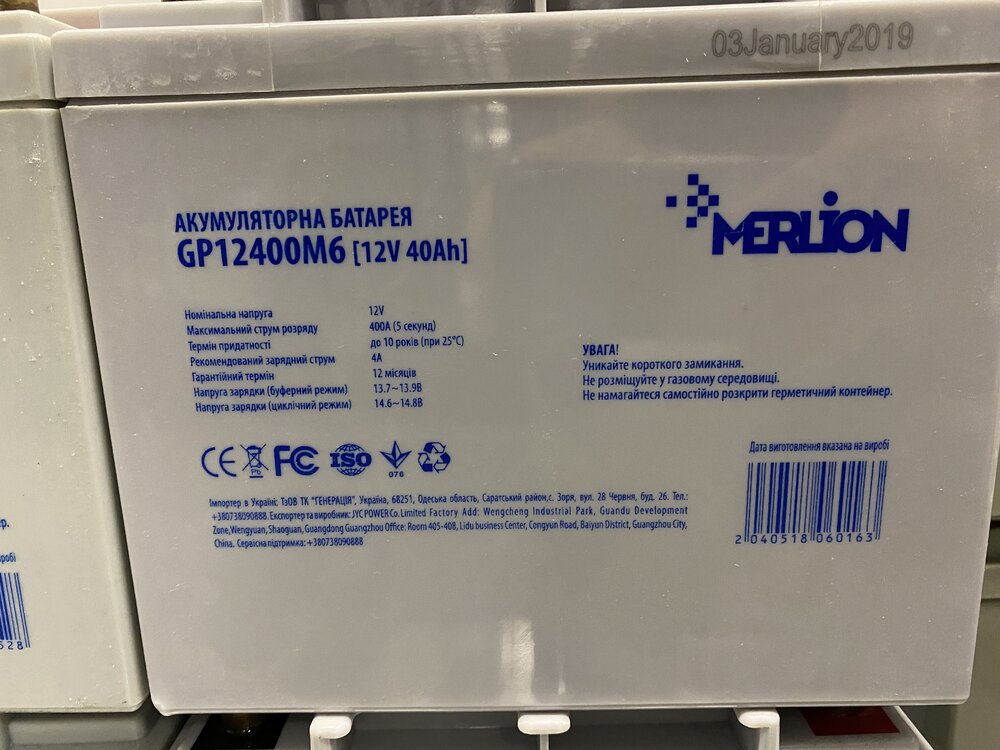 03January2019
MERLION
АКУМУЛЯТОРНА БАТАРЕЯ
GP12400M6 [12V 40Ah]
Номінальна напруга 12V
Максимальний струм розряду 400A (5 секунд)
Термін придатності до 10 років (при 25°C)
Рекомендований зарядний струм 4A
Гарантійний термін 12 місяців
Напруга зарядки (буферний режим) 13.7~13.9В
Напруга зарядки (циклічний режим) 14.6~14.8В
УВАГА!
Уникайте короткого замикання.
Не розміщуйте у газовому середовищі.
Не намагайтеся самостійно розкрити герметичний контейнер.
CE Pb FC ISO 076
Імпортер в Україні: ТзОВ ТК "ГЕНЕРАЦІЯ", Україна, 68251, Одеська область, Саратський район,с. Зоря, вул. 28 Червня, буд. 26. Тел.:
+380738090888. Експортер та виробник: JYC POWER Co. Limited Factory Add: Wengcheng Industrial Park, Guandu Development
Zone,Wengyuan,Shaoguan,Guangdong Guangzhou Office: Room 405-408, Lidu business Center, Congyun Road, Baiyun District, Guangzhou City,
China. Сервісна підтримка: +380738090888
Дата виготовлення вказана на виробі
2 040518 060163